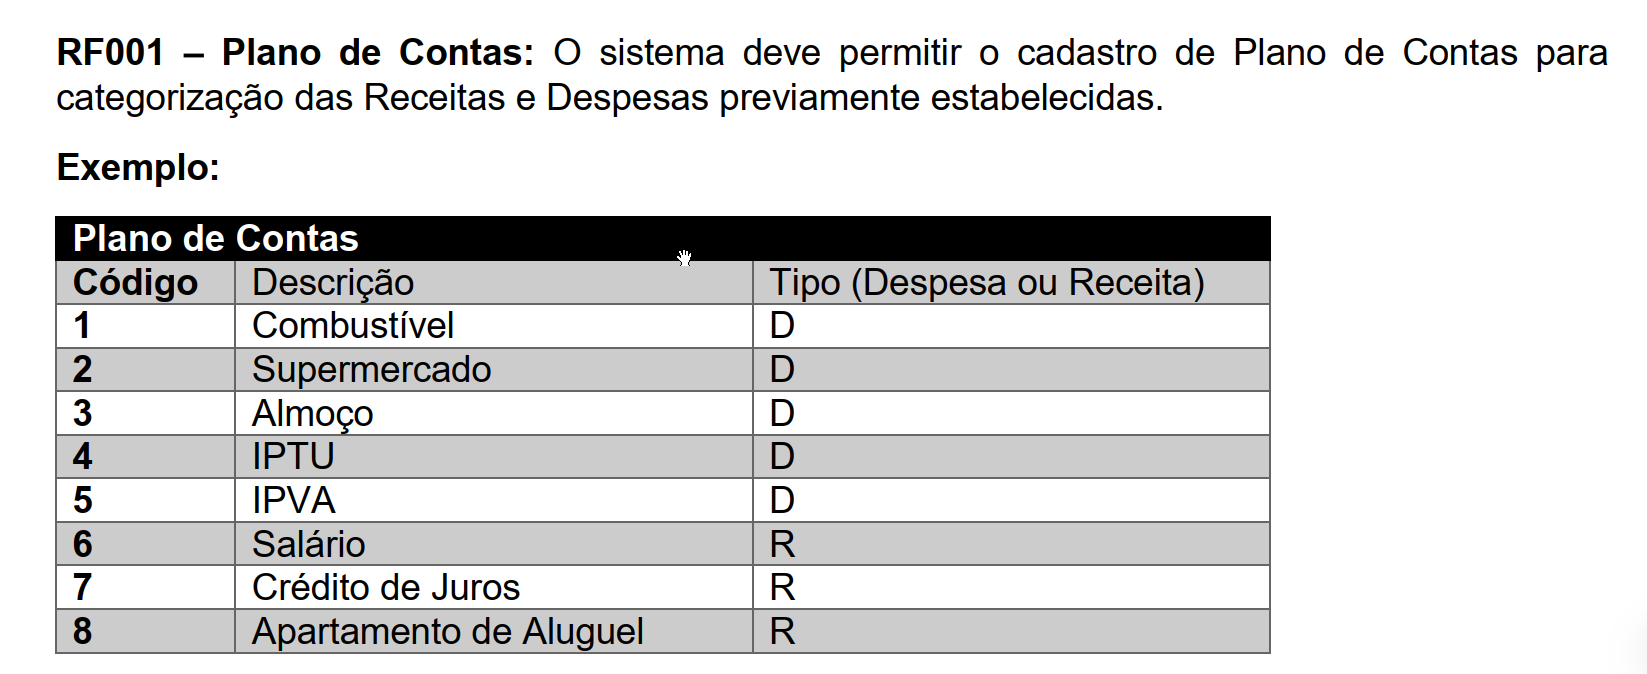 RF001 – Plano de Contas: O sistema deve permitir o cadastro de Plano de Contas para
categorização das Receitas e Despesas previamente estabelecidas.
Exemplo:
Plano de Contas
Código Descrição Tipo (Despesa ou Receita)
1 Combustível D
2 Supermercado D
3 Almoço D
4 IPTU D
5 IPVA D
6 Salário R
7 Crédito de Juros R
8 Apartamento de Aluguel R